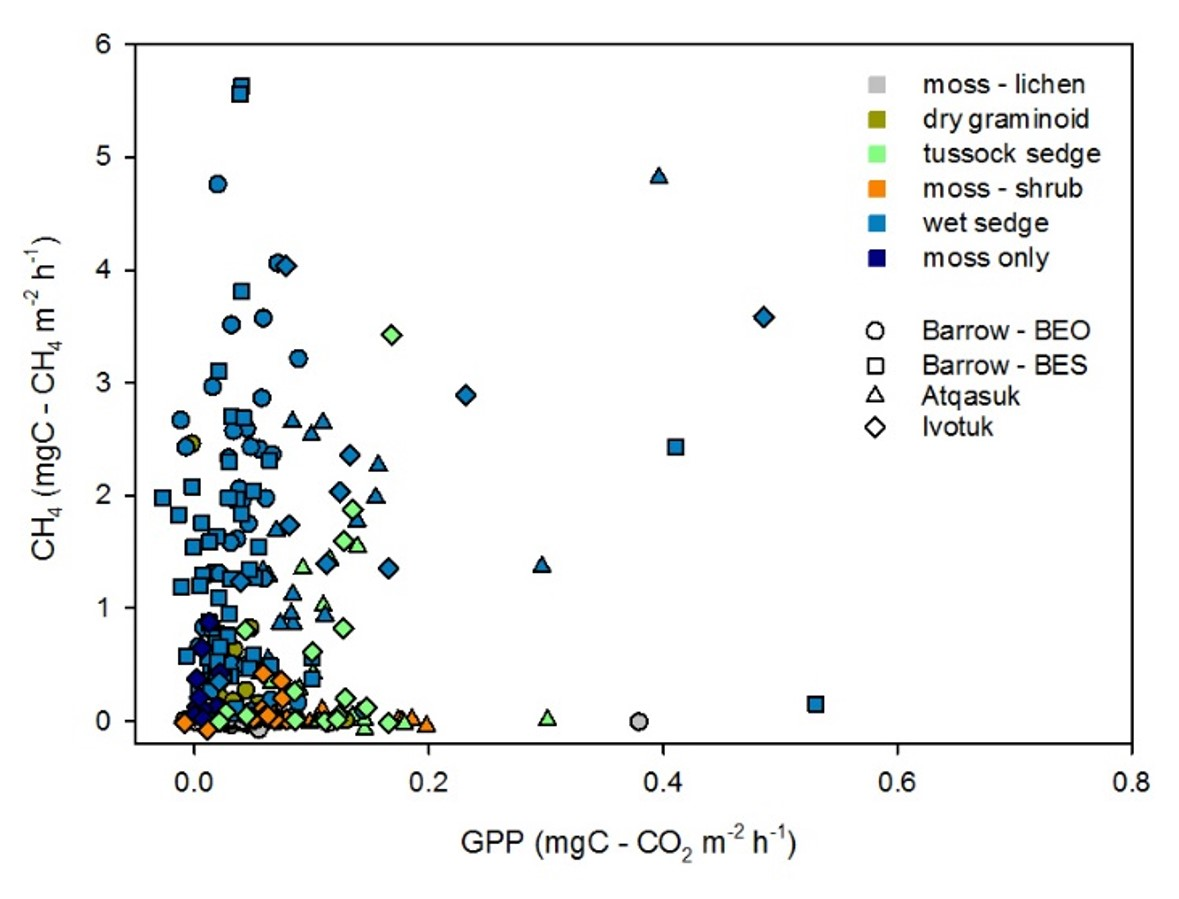 6
5
4
3
2
1
0
CH₄ (mgC - CH₄ m⁻² h⁻¹)
moss - lichen
dry graminoid
tussock sedge
moss - shrub
wet sedge
moss only
Barrow - BEO
Barrow - BES
Atqasuk
Ivotuk
0.0 0.2 0.4 0.6 0.8
GPP (mgC - CO₂ m⁻² h⁻¹)